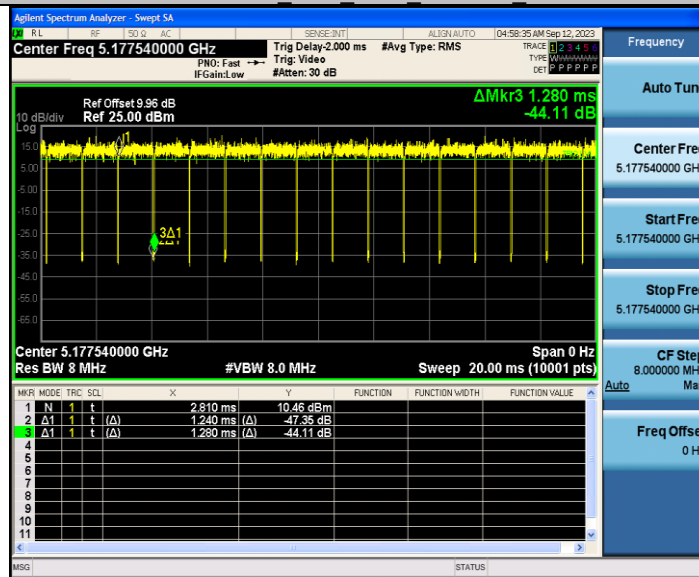 Agilent Spectrum Analyzer - Swept SA
RL RF 50 Ω AC SENSE:INT ALIGNAUTO 04:58:35 AM Sep 12, 2023
Center Freq 5.177540000 GHz
PNO: Fast
IFGain:Low
Trig Delay-2.000 ms
Trig: Video
#Atten: 30 dB
#Avg Type: RMS
TRACE 1 2 3 4 5 6
TYPE
DET P P P P P P
Ref Offset 9.96 dB
10 dB/div Ref 25.00 dBm
Log
ΔMkr3 1.280 ms
-44.11 dB
15.0
5.00
-5.00
-15.0
-25.0
-35.0
-45.0
-55.0
-65.0
1
3Δ1
Center 5.177540000 GHz Span 0 Hz
Res BW 8 MHz #VBW 8.0 MHz Sweep 20.00 ms (10001 pts)
MKR MODE TRC SCL X Y FUNCTION FUNCTION WIDTH FUNCTION VALUE
1 N 1 t 2.810 ms 10.46 dBm
2 Δ1 1 t (Δ) 1.240 ms (Δ) -47.35 dB
3 Δ1 1 t (Δ) 1.280 ms (Δ) -44.11 dB
4
5
6
7
8
9
10
11
MSG STATUS
Frequency
Auto Tun
Center Fre
5.177540000 GH
Start Fre
5.177540000 GH
Stop Fre
5.177540000 GH
CF Step
8.000000 MH
Auto Ma
Freq Offse
0 H